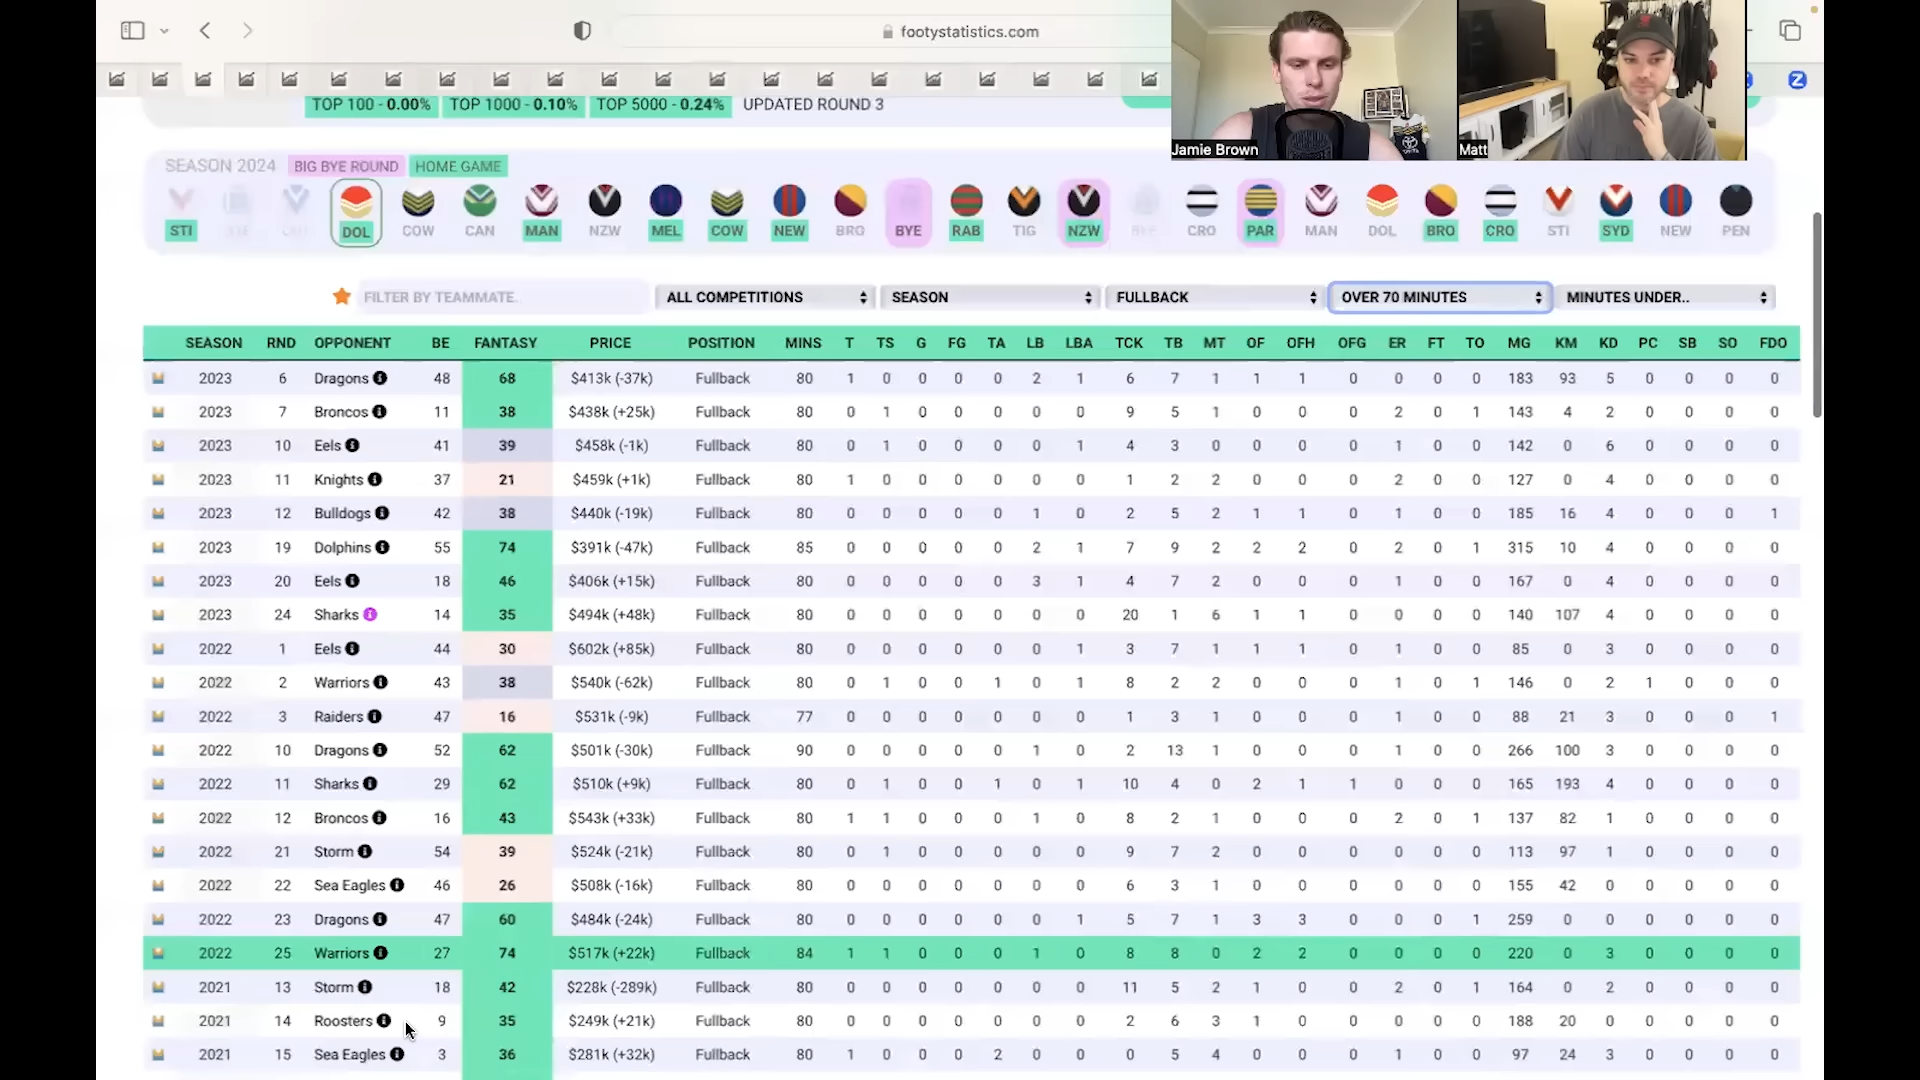 footystatistics.com
TOP 100 - 0.00% TOP 1000 - 0.10% TOP 5000 - 0.24% UPDATED ROUND 3
Jamie Brown Matt
SEASON 2024 BIG BYE ROUND HOME GAME
STI DOL COW CAN MAN NZW MEL COW NEW BRO BYE RAB TIG NZW CRO PAR MAN DOL BRO CRO STI SYD NEW PEN
FILTER BY TEAMMATE. ALL COMPETITIONS SEASON FULLBACK OVER 70 MINUTES MINUTES UNDER..
SEASON RND OPPONENT BE FANTASY PRICE POSITION MINS T TS G FG TA LB LBA TCK TB MT OF OFH OFG ER FT TO MG KM KD PC SB SO FDO
2023 6 Dragons 48 68 $413k (-37k) Fullback 80 1 0 0 0 0 2 1 6 7 1 1 1 0 0 0 0 183 93 5 0 0 0 0
2023 7 Broncos 11 38 $438k (+25k) Fullback 80 0 1 0 0 0 0 0 9 5 1 0 0 0 2 0 1 143 4 2 0 0 0 0
2023 10 Eels 41 39 $458k (-1k) Fullback 80 0 1 0 0 0 0 1 4 3 0 0 0 0 1 0 0 142 0 6 0 0 0 0
2023 11 Knights 37 21 $459k (+1k) Fullback 80 1 0 0 0 0 0 0 1 2 2 0 0 0 2 0 0 127 0 4 0 0 0 0
2023 12 Bulldogs 42 38 $440k (-19k) Fullback 80 0 0 0 0 0 1 0 2 5 2 1 1 0 1 0 0 185 16 4 0 0 0 1
2023 19 Dolphins 55 74 $391k (-47k) Fullback 85 0 0 0 0 0 2 1 7 9 2 2 2 0 2 0 1 315 10 4 0 0 0 0
2023 20 Eels 18 46 $406k (+15k) Fullback 80 0 0 0 0 0 3 1 4 7 2 0 0 0 1 0 0 167 0 4 0 0 0 0
2023 24 Sharks 14 35 $494k (+48k) Fullback 80 0 0 0 0 0 0 0 20 1 6 1 1 0 0 0 0 140 107 4 0 0 0 0
2022 1 Eels 44 30 $602k (+85k) Fullback 80 0 0 0 0 0 0 1 3 7 1 1 1 0 1 0 0 85 0 3 0 0 0 0
2022 2 Warriors 43 38 $540k (-62k) Fullback 80 0 1 0 0 1 0 1 8 2 2 0 0 0 1 0 1 146 0 2 1 0 0 0
2022 3 Raiders 47 16 $531k (-9k) Fullback 77 0 0 0 0 0 0 0 1 3 1 0 0 0 1 0 0 88 21 3 0 0 0 1
2022 10 Dragons 52 62 $501k (-30k) Fullback 90 0 0 0 0 0 1 0 2 13 1 0 0 0 1 0 0 266 100 3 0 0 0 0
2022 11 Sharks 29 62 $510k (+9k) Fullback 80 0 1 0 0 1 0 1 10 4 0 2 1 1 0 0 0 165 193 4 0 0 0 0
2022 12 Broncos 16 43 $543k (+33k) Fullback 80 1 1 0 0 0 1 0 8 2 1 0 0 0 2 0 1 137 82 1 0 0 0 0
2022 21 Storm 54 39 $524k (-21k) Fullback 80 0 1 0 0 0 0 0 9 7 2 0 0 0 0 0 0 113 97 1 0 0 0 0
2022 22 Sea Eagles 46 26 $508k (-16k) Fullback 80 0 0 0 0 0 0 0 6 3 1 0 0 0 0 0 0 155 42 0 0 0 0 0
2022 23 Dragons 47 60 $484k (-24k) Fullback 80 0 0 0 0 0 0 1 5 7 1 3 3 0 0 0 1 259 0 0 0 0 0 0
2022 25 Warriors 27 74 $517k (+22k) Fullback 84 1 1 0 0 0 1 0 8 8 0 2 2 0 0 0 0 220 0 3 0 0 0 0
2021 13 Storm 18 42 $228k (-289k) Fullback 80 0 0 0 0 0 0 0 11 5 2 1 0 0 2 0 1 164 0 2 0 0 0 0
2021 14 Roosters 9 35 $249k (+21k) Fullback 80 0 0 0 0 0 0 0 2 6 3 1 0 0 0 0 0 188 20 0 0 0 0 0
2021 15 Sea Eagles 3 36 $281k (+32k) Fullback 80 1 0 0 0 2 0 0 0 5 4 0 0 0 1 0 0 97 24 3 0 0 0 0